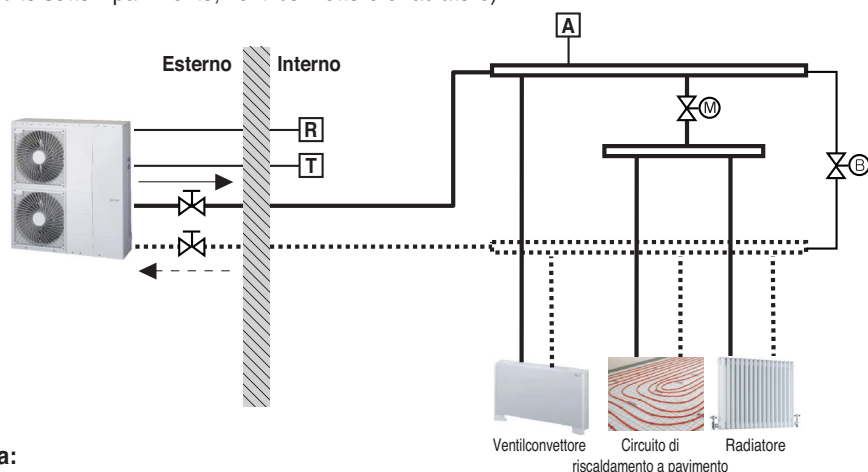 A
Esterno Interno
R
M
T
B
Ventilconvettore Circuito di Radiatore
riscaldamento a pavimento
a: